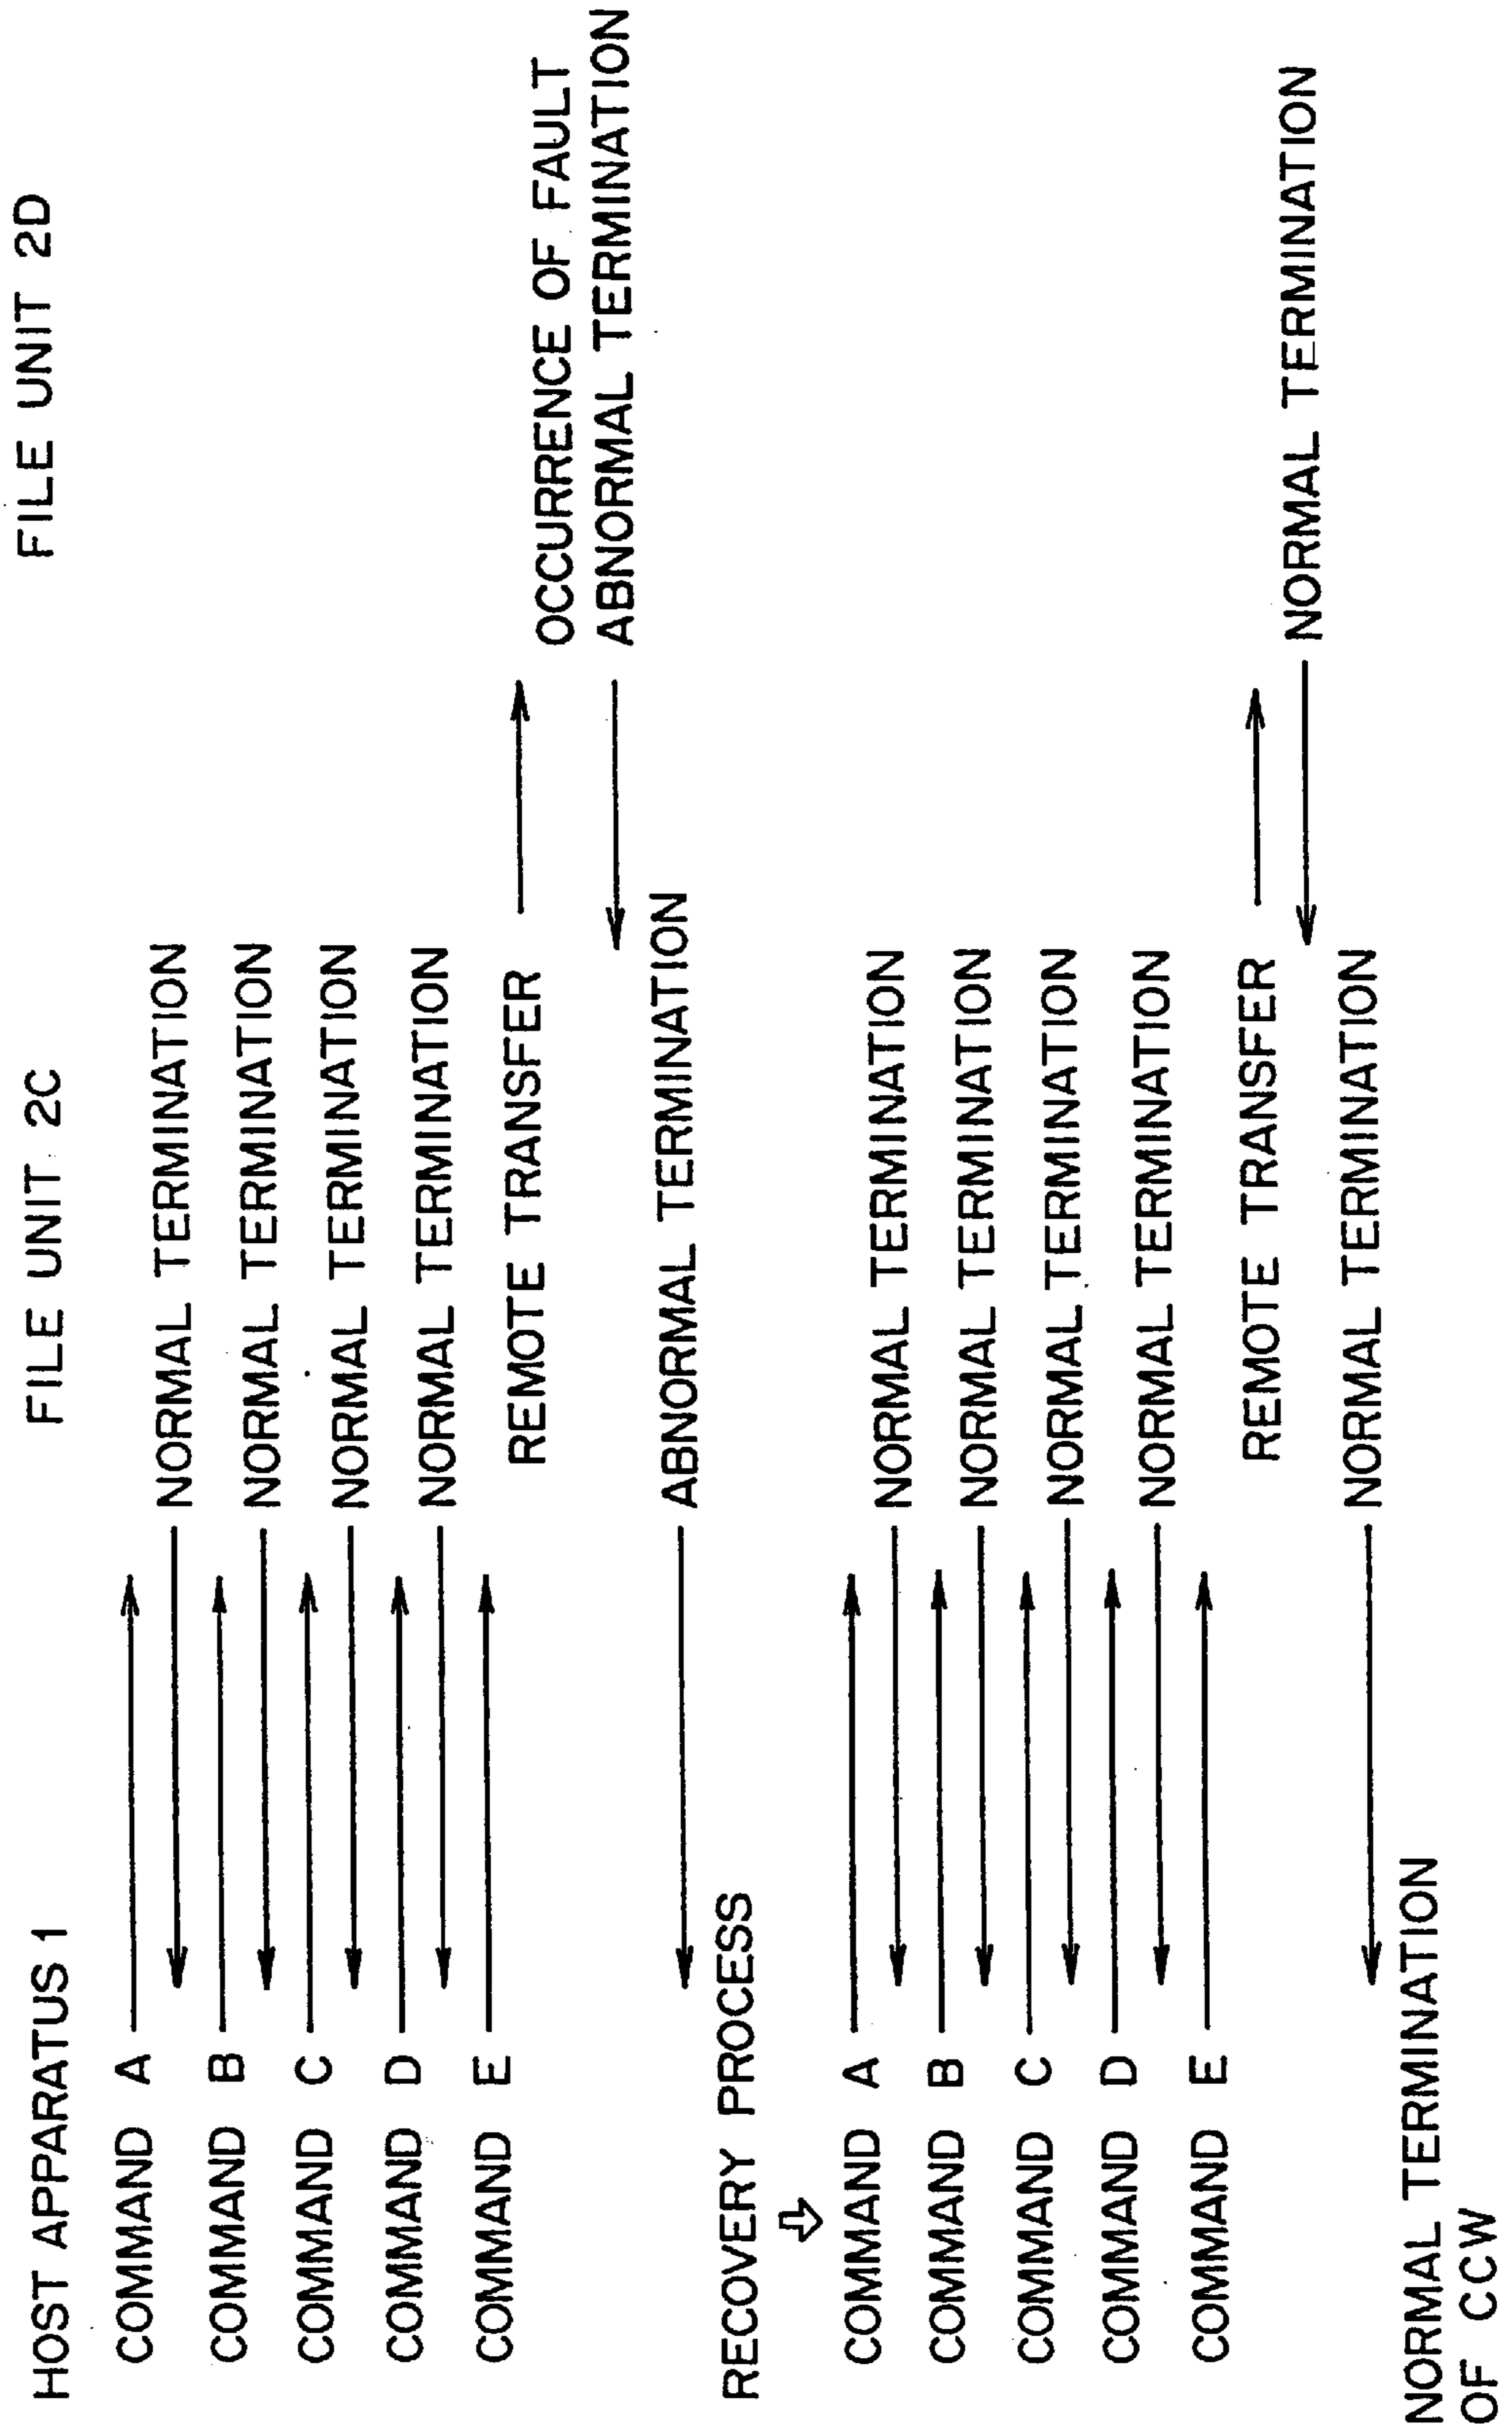 HOST APPARATUS 1
FILE UNIT 2C
FILE UNIT 2D
COMMAND A
NORMAL TERMINATION
COMMAND B
NORMAL TERMINATION
COMMAND C
NORMAL TERMINATION
COMMAND D
NORMAL TERMINATION
COMMAND E
REMOTE TRANSFER
OCCURRENCE OF FAULT
ABNORMAL TERMINATION
ABNORMAL TERMINATION
RECOVERY PROCESS
COMMAND A
NORMAL TERMINATION
COMMAND B
NORMAL TERMINATION
COMMAND C
NORMAL TERMINATION
COMMAND D
NORMAL TERMINATION
COMMAND E
REMOTE TRANSFER
NORMAL TERMINATION
NORMAL TERMINATION
NORMAL TERMINATION
OF CCW